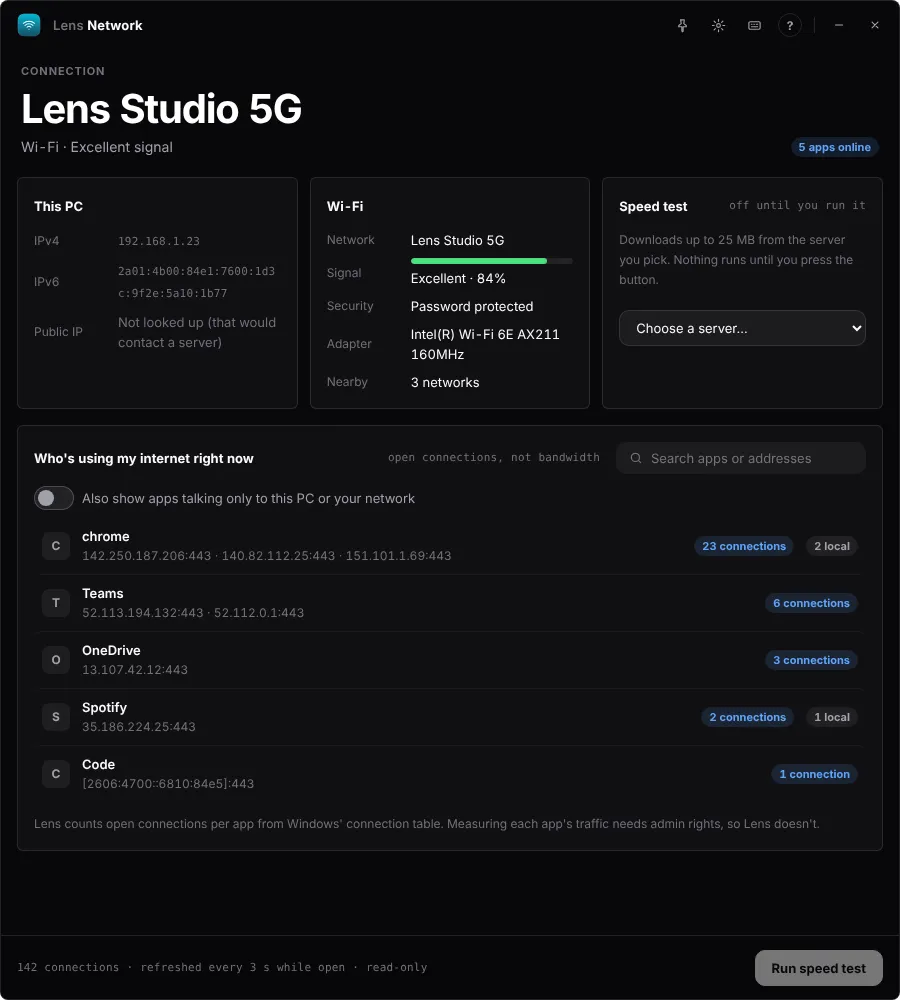 Lens Network
?
CONNECTION
Lens Studio 5G
Wi-Fi · Excellent signal
5 apps online
This PC
IPv4
192.168.1.23
IPv6
2a01:4b00:84e1:7600:1d3
c:9f2e:5a10:1b77
Public IP
Not looked up (that would
contact a server)
Wi-Fi
Network
Lens Studio 5G
Signal
Excellent · 84%
Security
Password protected
Adapter
Intel(R) Wi-Fi 6E AX211
160MHz
Nearby
3 networks
Speed test
off until you run it
Downloads up to 25 MB from the server
you pick. Nothing runs until you press the
button.
Choose a server...
Who's using my internet right now
open connections, not bandwidth
Search apps or addresses
Also show apps talking only to this PC or your network
C
chrome
142.250.187.206:443 · 140.82.112.25:443 · 151.101.1.69:443
23 connections
2 local
T
Teams
52.113.194.132:443 · 52.112.0.1:443
6 connections
O
OneDrive
13.107.42.12:443
3 connections
S
Spotify
35.186.224.25:443
2 connections
1 local
C
Code
[2606:4700::6810:84e5]:443
1 connection
Lens counts open connections per app from Windows' connection table. Measuring each app's traffic needs admin rights, so Lens doesn't.
142 connections · refreshed every 3 s while open · read-only
Run speed test